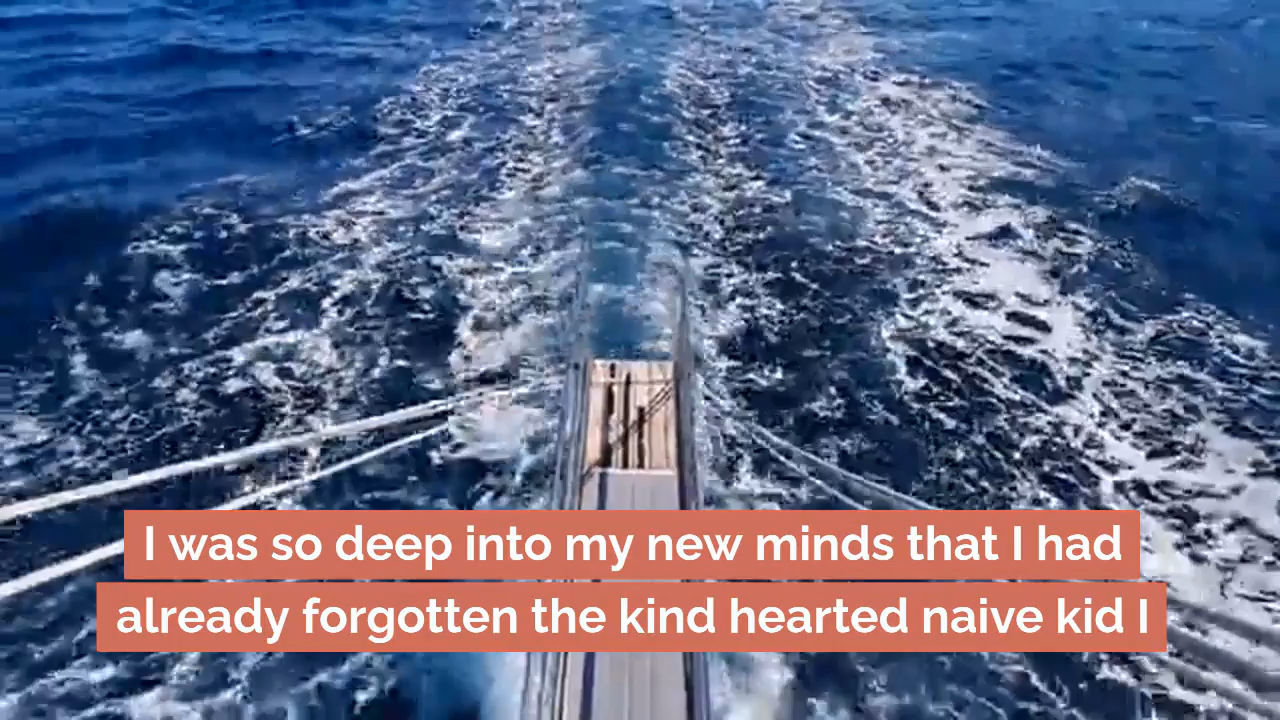 I was so deep into my new minds that I had
already forgotten the kind hearted naive kid I